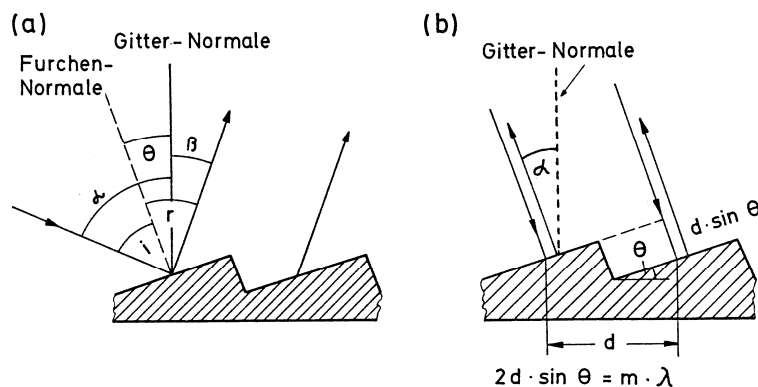 (a)
Gitter-Normale
Furchen-
Normale
θ
β
α
r
i
(b)
Gitter-Normale
α
d·sin θ
θ
d
2d·sin θ = m·λ